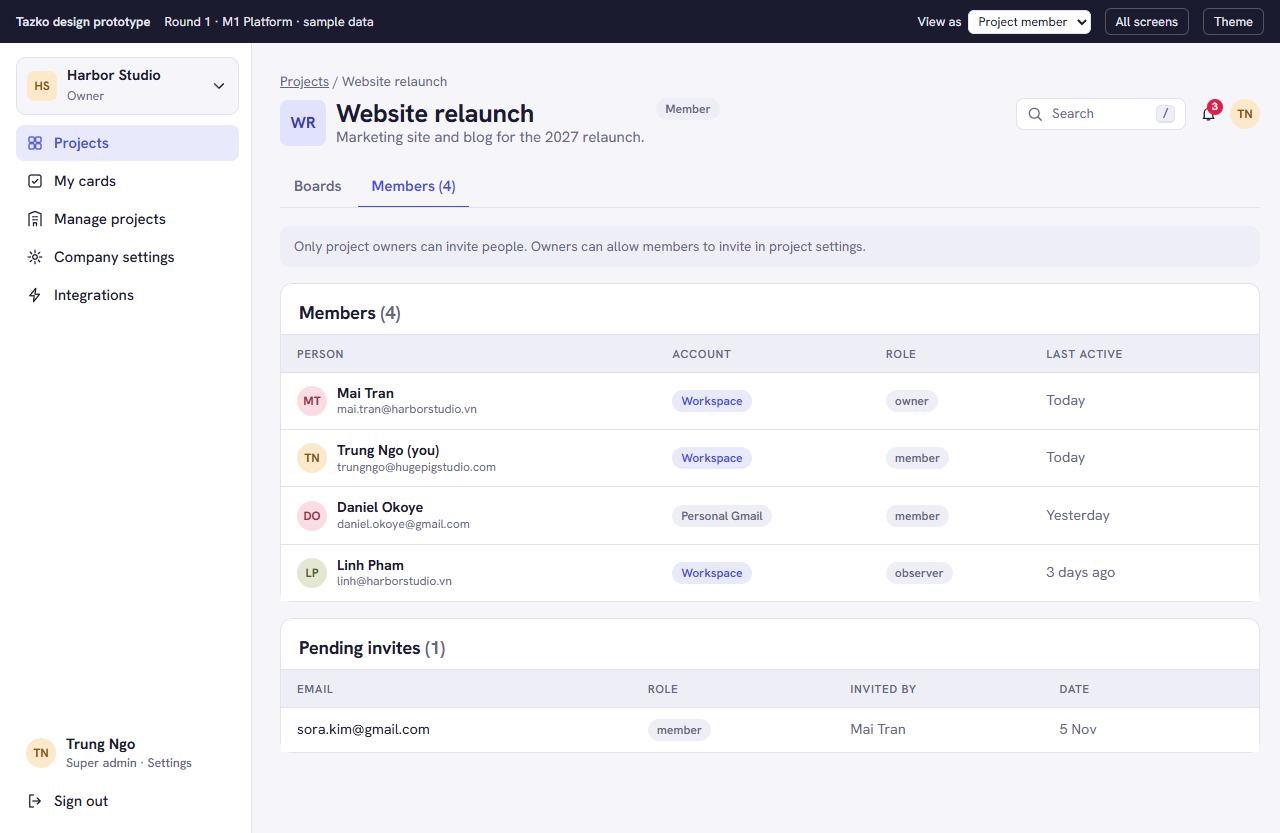 Tazko design prototype Round 1 · M1 Platform · sample data View as Project member All screens Theme
HS Harbor Studio
Owner
Projects
My cards
Manage projects
Company settings
Integrations
TN Trung Ngo
Super admin · Settings
Sign out
Projects / Website relaunch
WR Website relaunch Member
Marketing site and blog for the 2027 relaunch.
Search / 3 TN
Boards Members (4)
Only project owners can invite people. Owners can allow members to invite in project settings.
Members (4)
PERSON ACCOUNT ROLE LAST ACTIVE
MT Mai Tran Workspace owner Today
mai.tran@harborstudio.vn
TN Trung Ngo (you) Workspace member Today
trungngo@hugepigstudio.com
DO Daniel Okoye Personal Gmail member Yesterday
daniel.okoye@gmail.com
LP Linh Pham Workspace observer 3 days ago
linh@harborstudio.vn
Pending invites (1)
EMAIL ROLE INVITED BY DATE
sora.kim@gmail.com member Mai Tran 5 Nov